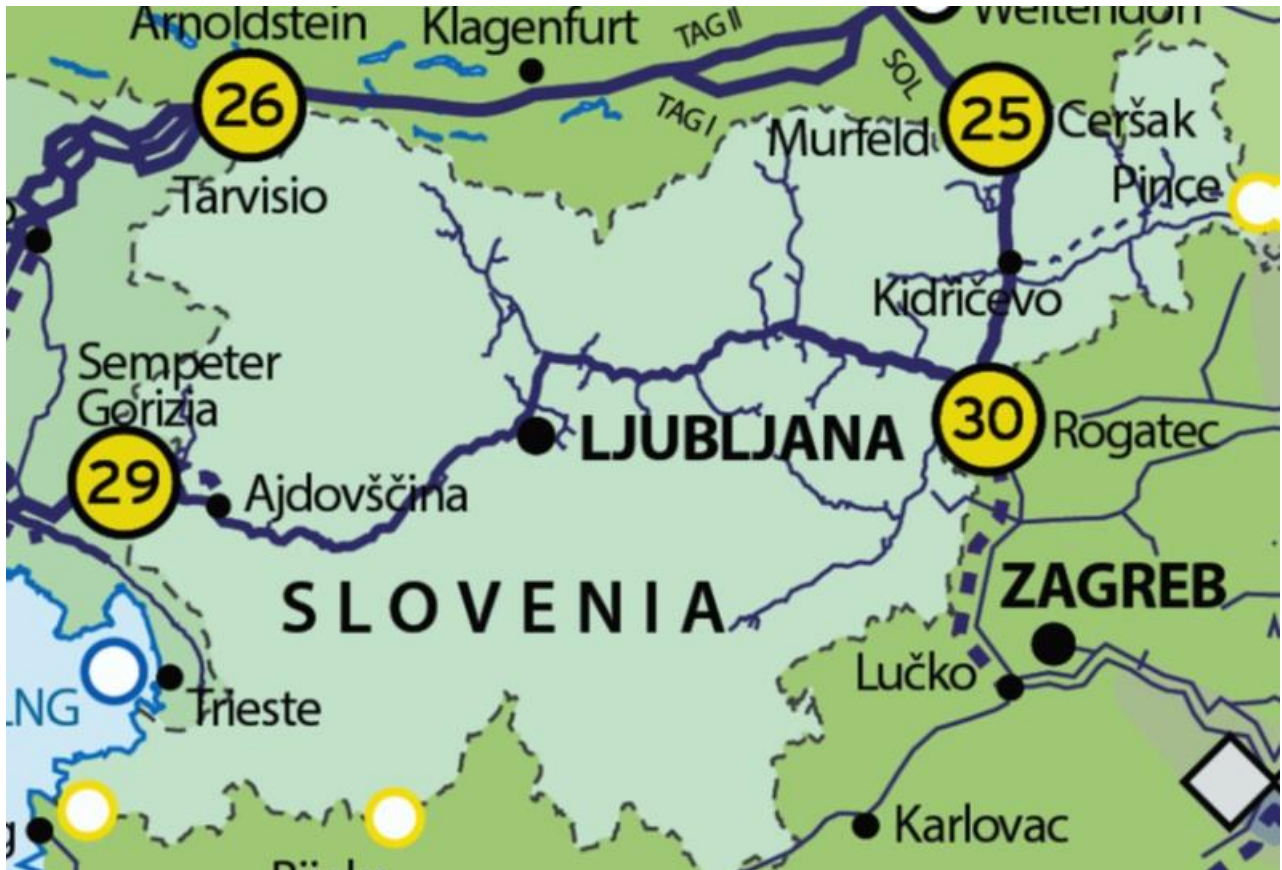 Arnoldstein
Klagenfurt
TAG II
SOL
TAG I
26
25
Murfeld
Ceršak
Pince
Tarvisio
Kidričevo
Sempeter
Gorizia
29
Ajdovščina
LJUBLJANA
30
Rogatec
SLOVENIA
ZAGREB
Lučko
LNG
Trieste
Karlovac